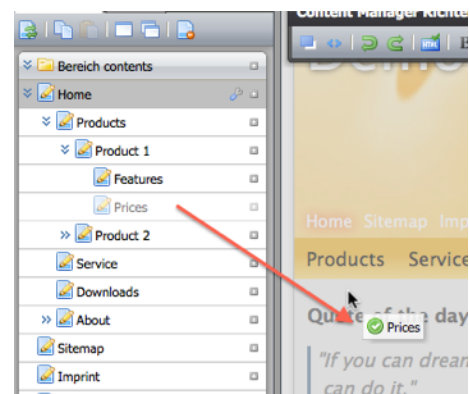 Content Manager Richte
HTML
Bereich contents
Home
Products
Product 1
Features
Prices
Product 2
Service
Downloads
About
Sitemap
Imprint
Home Sitemap Imp
Products Service
Quote of the day
Prices
"If you can dream
can do it."